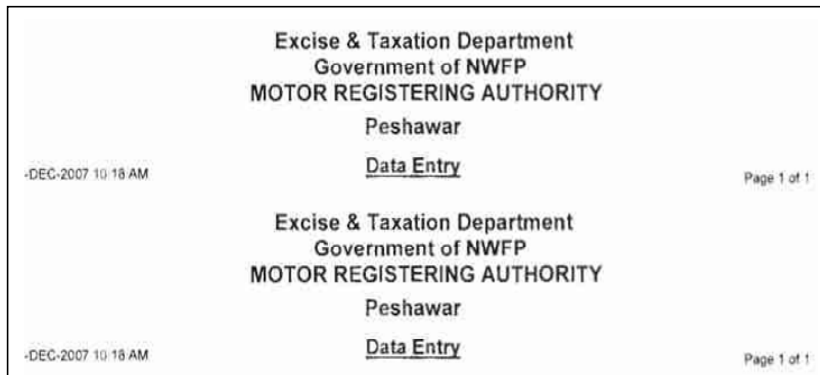 Excise & Taxation Department
Government of NWFP
MOTOR REGISTERING AUTHORITY
Peshawar
Data Entry
-DEC-2007 10:18 AM
Page 1 of 1
Excise & Taxation Department
Government of NWFP
MOTOR REGISTERING AUTHORITY
Peshawar
Data Entry
-DEC-2007 10:18 AM
Page 1 of 1